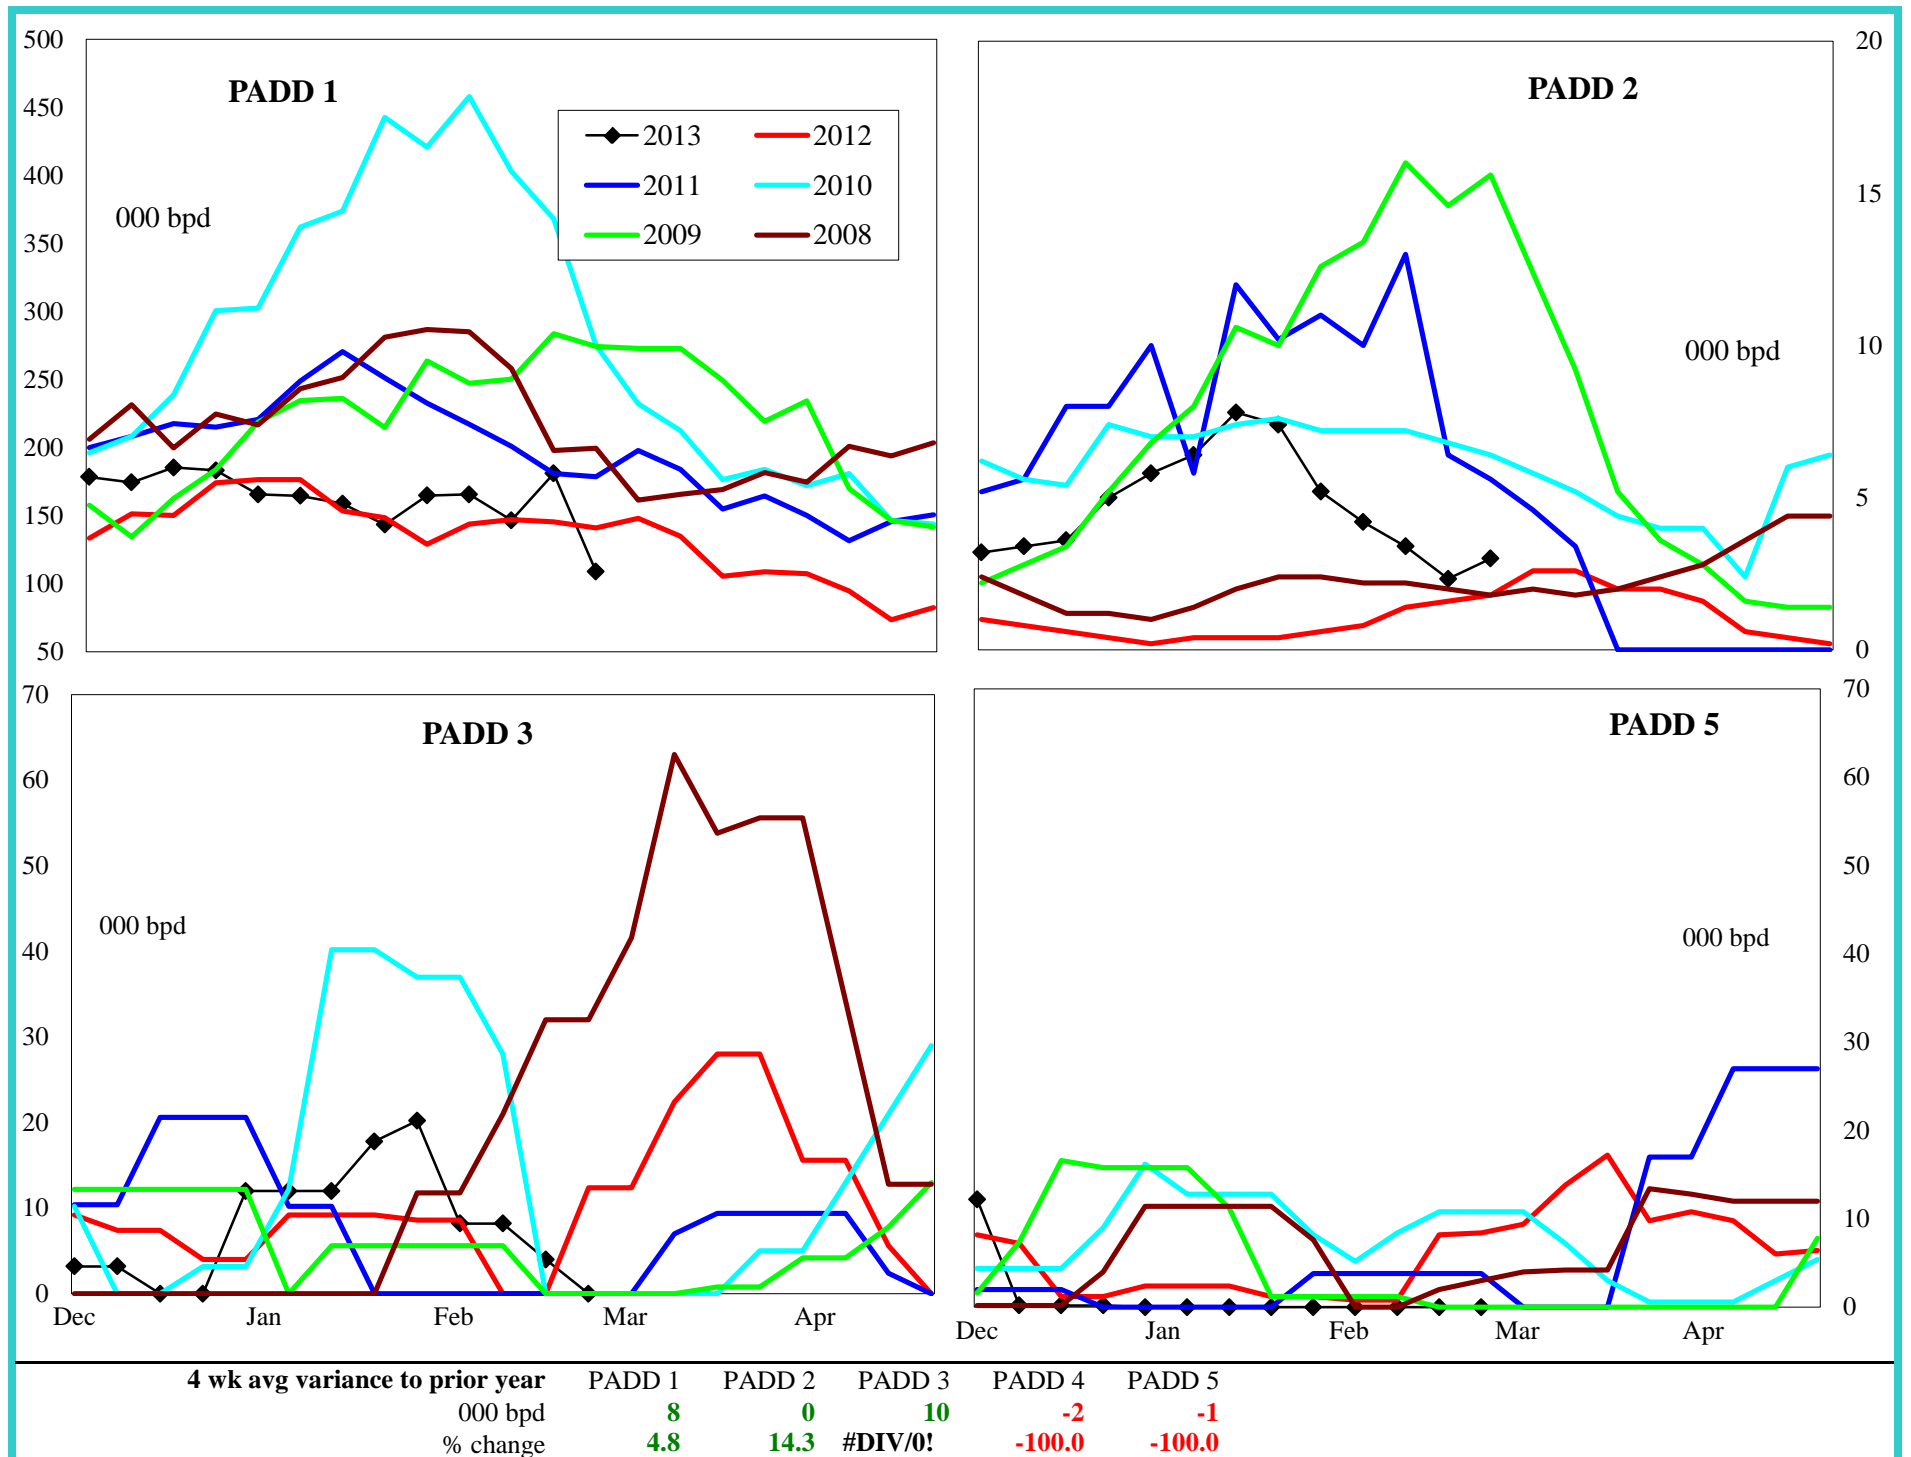 PADD 1
500
450
400
350
300
250
200
150
100
50
000 bpd
2013 2012
2011 2010
2009 2008
PADD 2
20
15
10
5
0
000 bpd
PADD 3
70
60
50
40
30
20
10
0
000 bpd
Dec Jan Feb Mar Apr
PADD 5
70
60
50
40
30
20
10
0
000 bpd
Dec Jan Feb Mar Apr
4 wk avg variance to prior year PADD 1 PADD 2 PADD 3 PADD 4 PADD 5
000 bpd 8 0 10 -2 -1
% change 4.8 14.3 #DIV/0! -100.0 -100.0